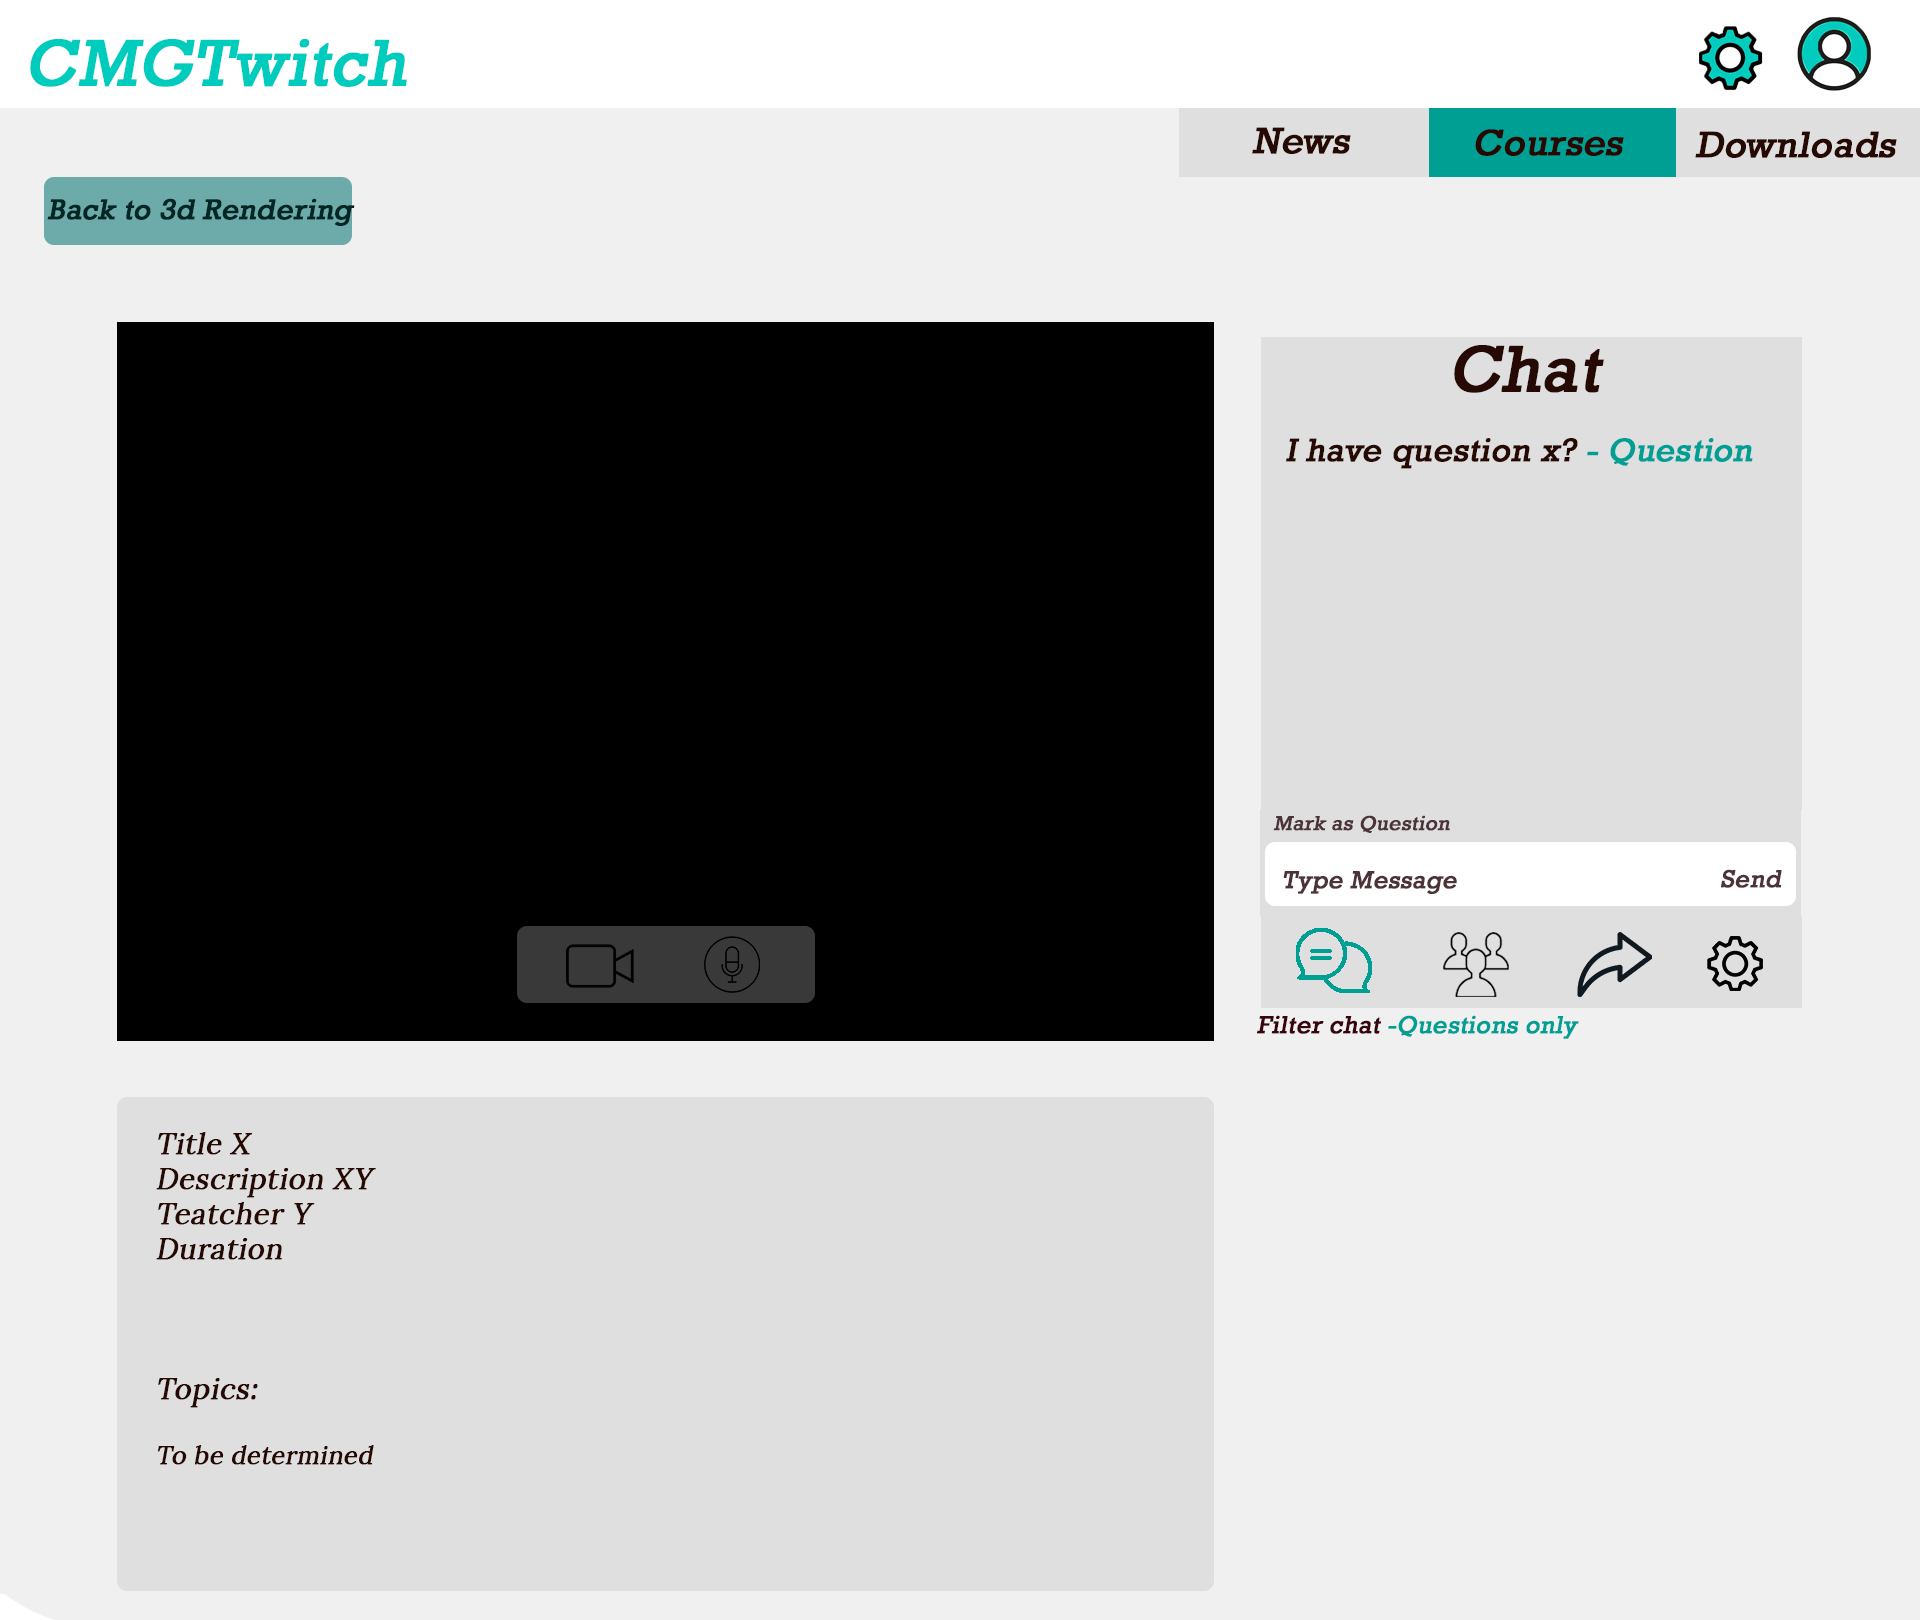 CMGTwitch
News
Courses
Downloads
Back to 3d Rendering
Chat
I have question x? - Question
Mark as Question
Type Message
Send
Filter chat -Questions only
Title X
Description XY
Teatcher Y
Duration
Topics:
To be determined